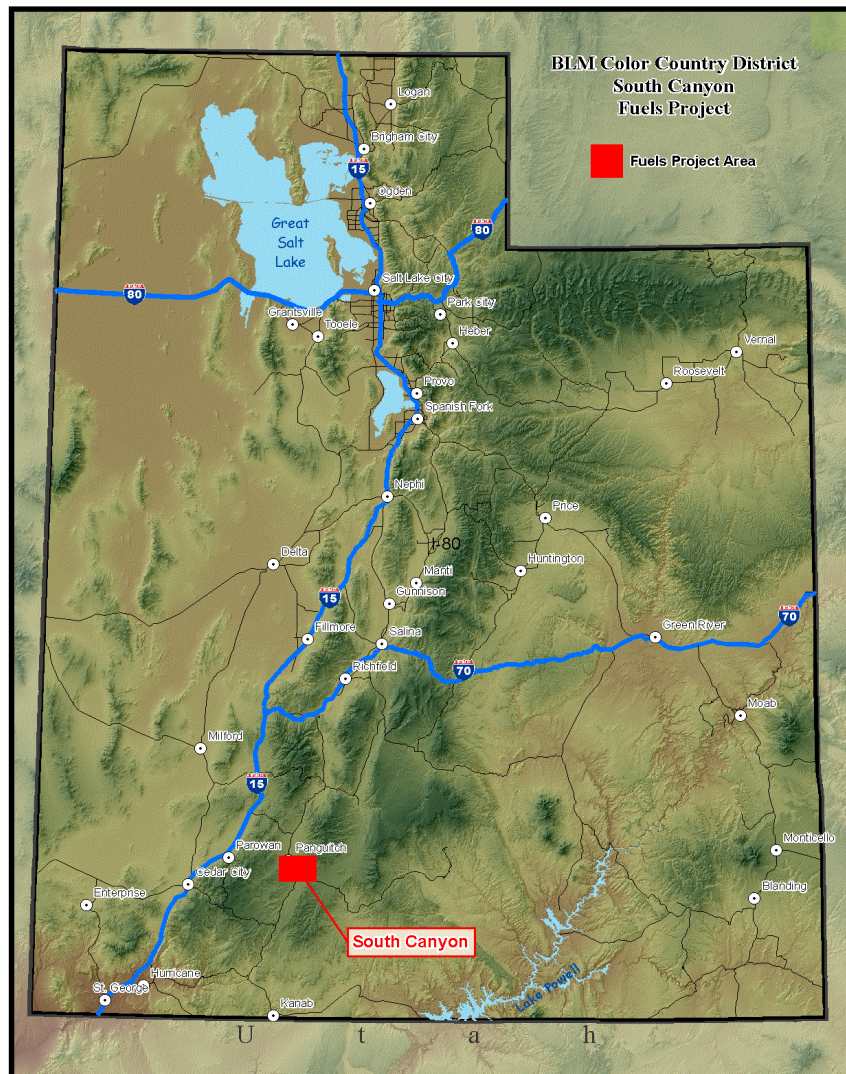 BLM Color Country District
South Canyon
Fuels Project
Fuels Project Area
Logan
Brigham City
15
Ogden
80
Great
Salt
Lake
Salt Lake City
80
Park City
Grantsville
Tooele
Heber
Vernal
Roosevelt
Provo
Spanish Fork
Nephi
Price
I-80
Delta
Huntington
Manti
15
Gunnison
70
Fillmore
Salina
Green River
70
Richfield
Moab
Milford
15
Parowan
Panguitch
Monticello
Cedar City
Enterprise
Blanding
South Canyon
Hurricane
St. George
Lake Powell
Kanab
U t a h